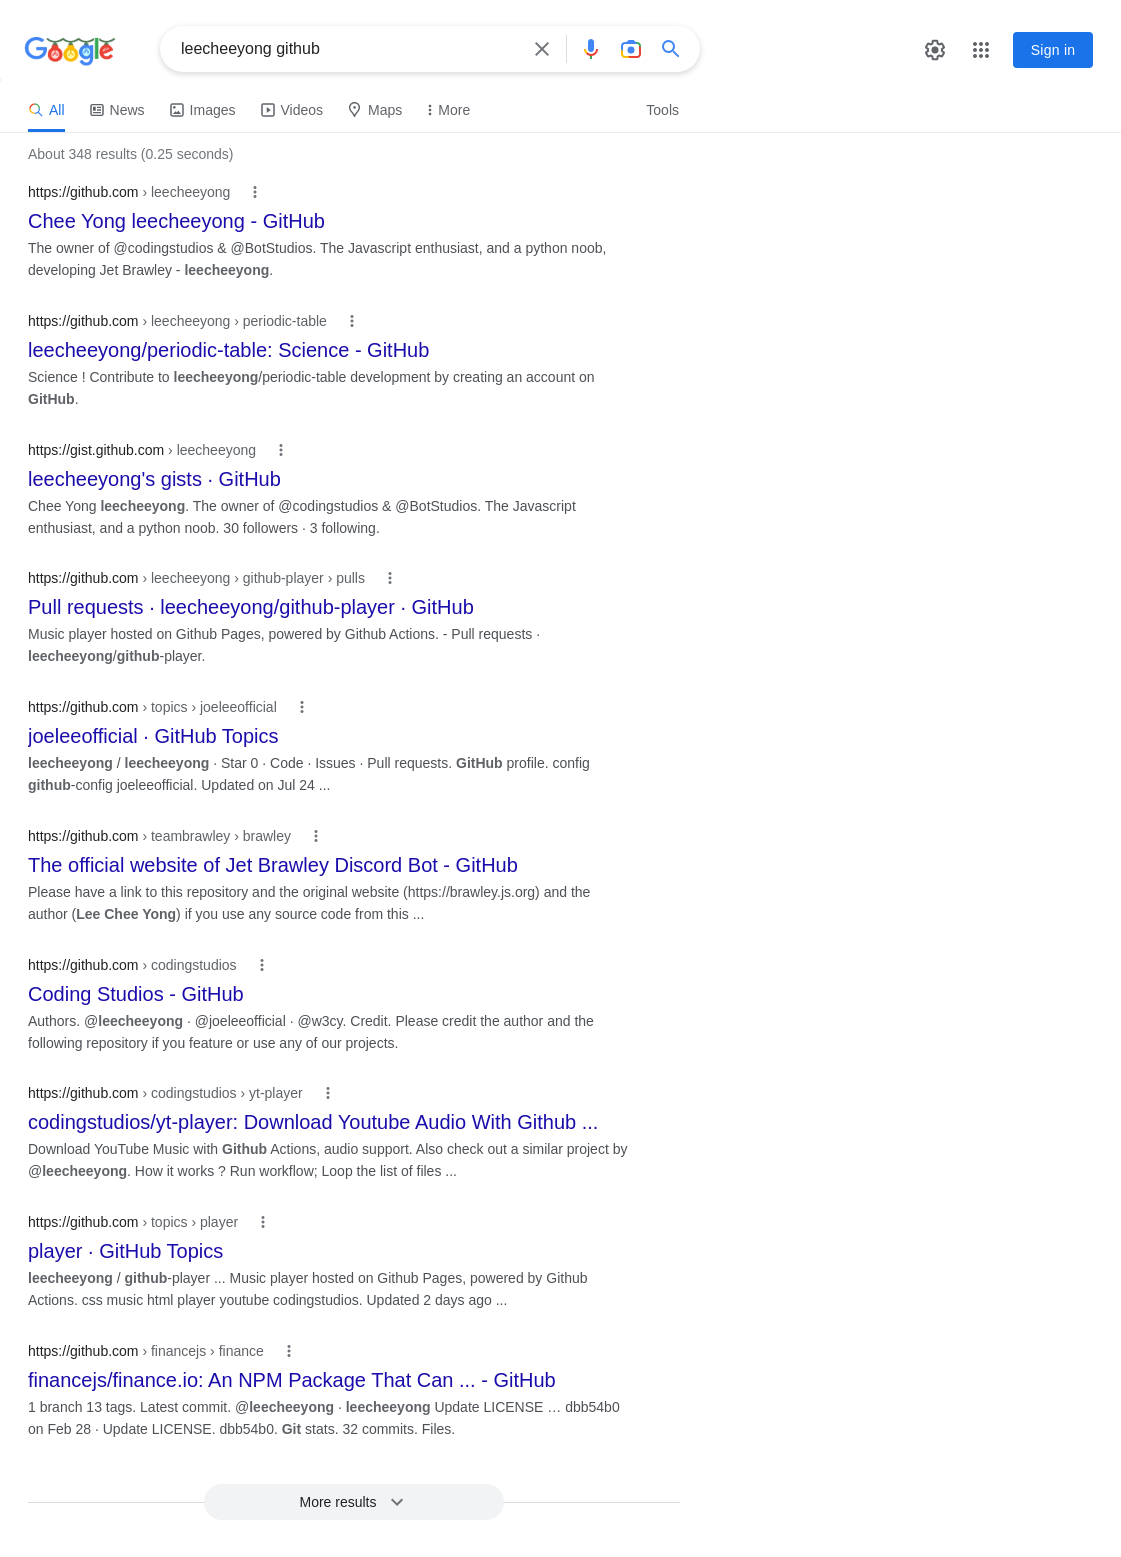 Google
leecheeyong github
Sign in
All News Images Videos Maps More Tools
About 348 results (0.25 seconds)
https://github.com › leecheeyong
Chee Yong leecheeyong - GitHub
The owner of @codingstudios & @BotStudios. The Javascript enthusiast, and a python noob,
developing Jet Brawley - leecheeyong.
https://github.com › leecheeyong › periodic-table
leecheeyong/periodic-table: Science - GitHub
Science ! Contribute to leecheeyong/periodic-table development by creating an account on
GitHub.
https://gist.github.com › leecheeyong
leecheeyong's gists · GitHub
Chee Yong leecheeyong. The owner of @codingstudios & @BotStudios. The Javascript
enthusiast, and a python noob. 30 followers · 3 following.
https://github.com › leecheeyong › github-player › pulls
Pull requests · leecheeyong/github-player · GitHub
Music player hosted on Github Pages, powered by Github Actions. - Pull requests ·
leecheeyong/github-player.
https://github.com › topics › joeleeofficial
joeleeofficial · GitHub Topics
leecheeyong / leecheeyong · Star 0 · Code · Issues · Pull requests. GitHub profile. config
github-config joeleeofficial. Updated on Jul 24 ...
https://github.com › teambrawley › brawley
The official website of Jet Brawley Discord Bot - GitHub
Please have a link to this repository and the original website (https://brawley.js.org) and the
author (Lee Chee Yong) if you use any source code from this ...
https://github.com › codingstudios
Coding Studios - GitHub
Authors. @leecheeyong · @joeleeofficial · @w3cy. Credit. Please credit the author and the
following repository if you feature or use any of our projects.
https://github.com › codingstudios › yt-player
codingstudios/yt-player: Download Youtube Audio With Github ...
Download YouTube Music with Github Actions, audio support. Also check out a similar project by
@leecheeyong. How it works ? Run workflow; Loop the list of files ...
https://github.com › topics › player
player · GitHub Topics
leecheeyong / github-player ... Music player hosted on Github Pages, powered by Github
Actions. css music html player youtube codingstudios. Updated 2 days ago ...
https://github.com › financejs › finance
financejs/finance.io: An NPM Package That Can ... - GitHub
1 branch 13 tags. Latest commit. @leecheeyong · leecheeyong Update LICENSE … dbb54b0
on Feb 28 · Update LICENSE. dbb54b0. Git stats. 32 commits. Files.
More results